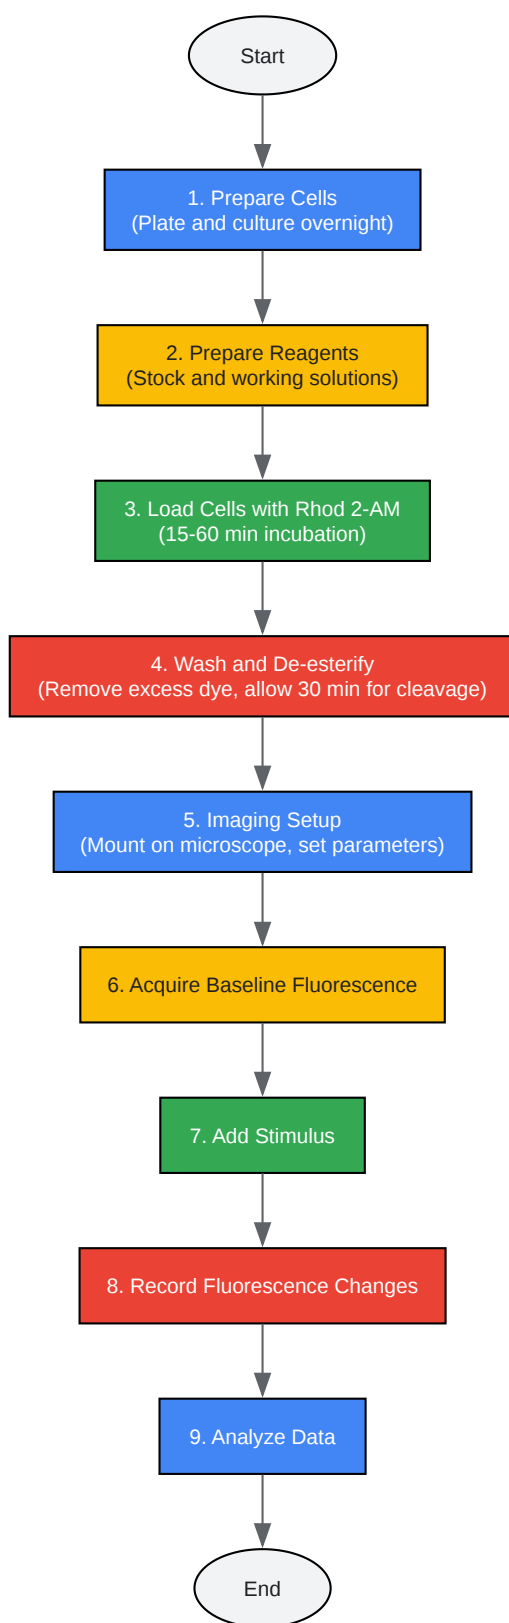 Start
1. Prepare Cells
(Plate and culture overnight)
2. Prepare Reagents
(Stock and working solutions)
3. Load Cells with Rhod 2-AM
(15-60 min incubation)
4. Wash and De-esterify
(Remove excess dye, allow 30 min for cleavage)
5. Imaging Setup
(Mount on microscope, set parameters)
6. Acquire Baseline Fluorescence
7. Add Stimulus
8. Record Fluorescence Changes
9. Analyze Data
End